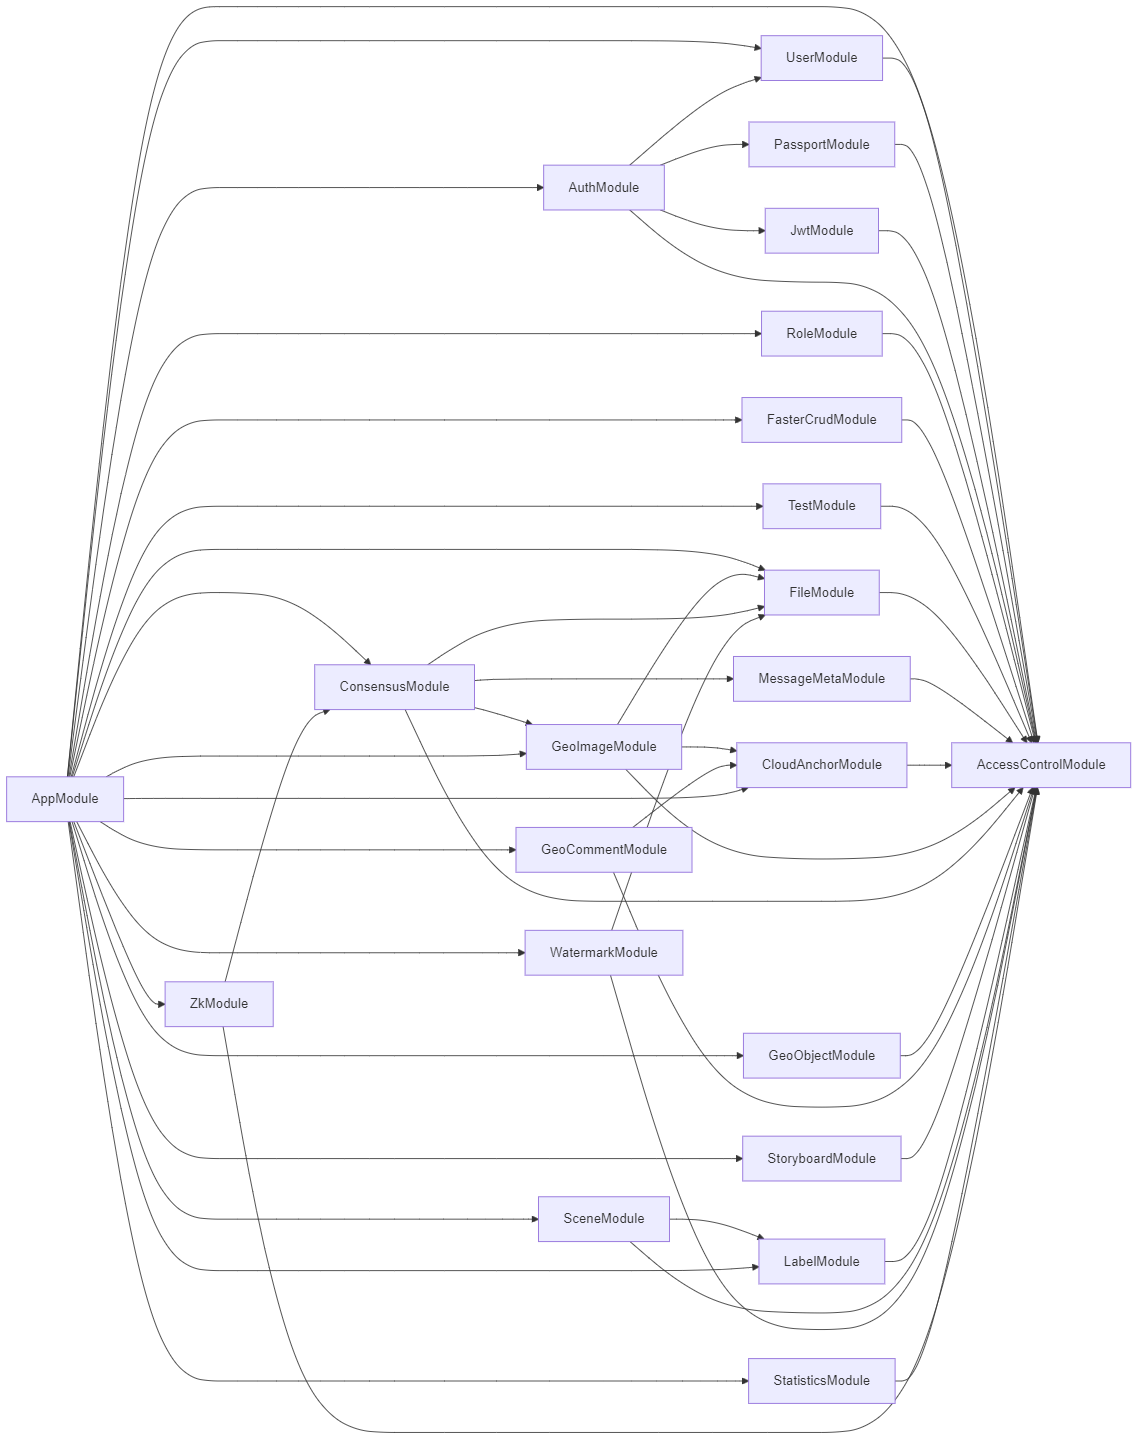 UserModule
PassportModule
AuthModule
JwtModule
RoleModule
FasterCrudModule
TestModule
FileModule
ConsensusModule
MessageMetaModule
GeoImageModule
CloudAnchorModule
AccessControlModule
AppModule
GeoCommentModule
WatermarkModule
ZkModule
GeoObjectModule
StoryboardModule
SceneModule
LabelModule
StatisticsModule